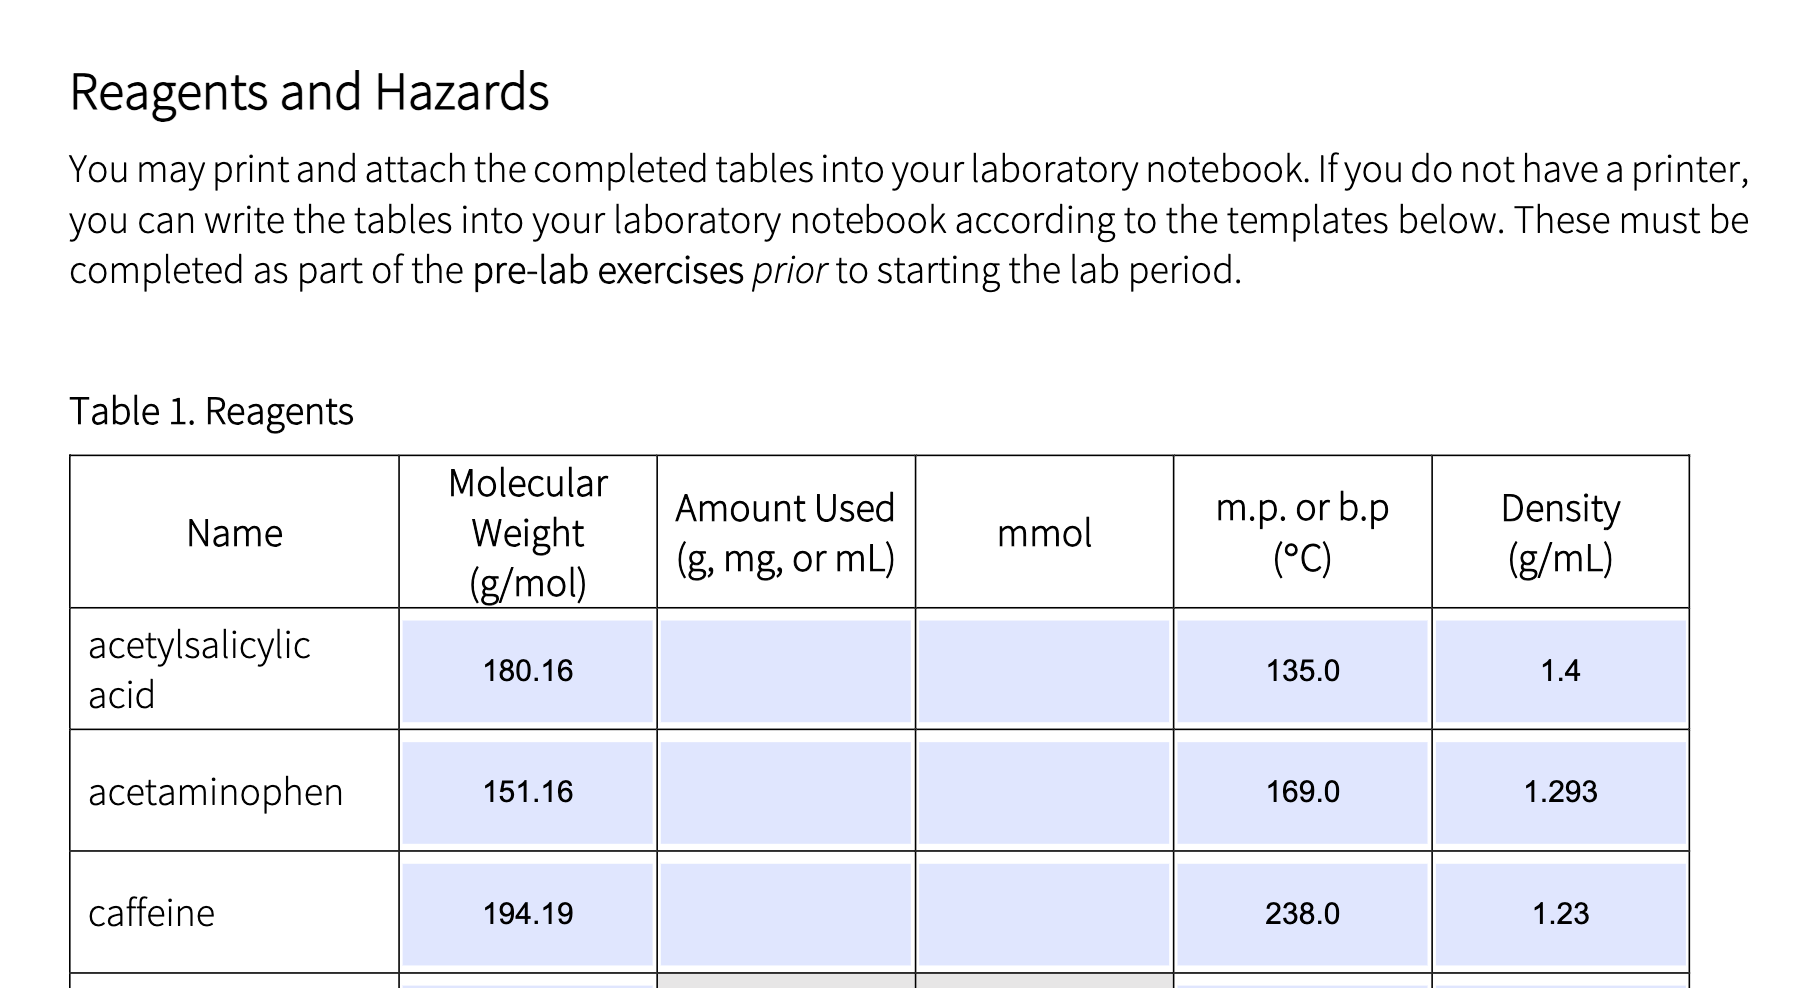 Reagents and Hazards
You may print and attach the completed tables into your laboratory notebook. If you do not have a printer,
you can write the tables into your laboratory notebook according to the templates below. These must be
completed as part of the pre-lab exercises prior to starting the lab period.
Table 1. Reagents
Name
Molecular
Weight
(g/mol)
Amount Used
(g, mg, or mL)
mmol
m.p. or b.p
(°C)
Density
(g/mL)
acetylsalicylic
acid
180.16
135.0
1.4
acetaminophen
151.16
169.0
1.293
caffeine
194.19
238.0
1.23